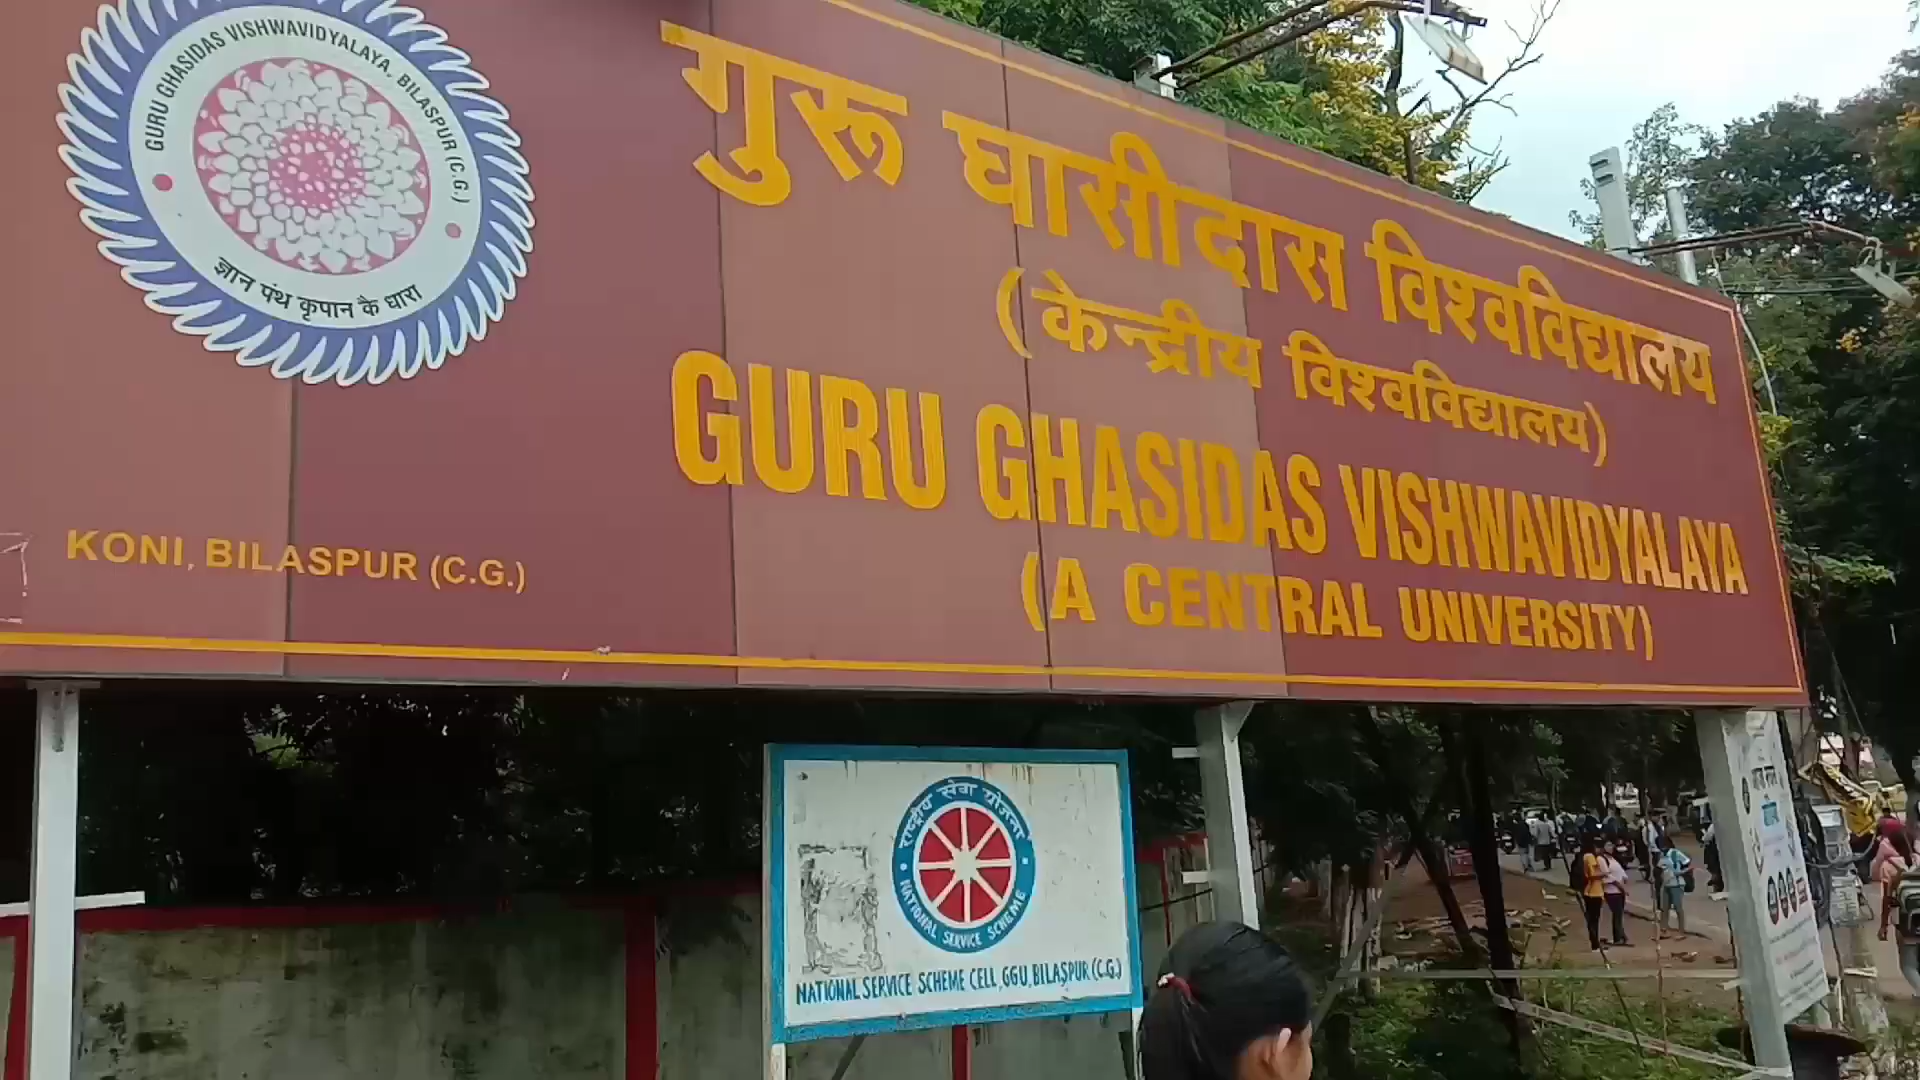 GURU GHASIDAS VISHWAVIDYALAYA, BILASPUR (C.G.)
ज्ञान पंथ कृपान कै धारा
KONI, BILASPUR (C.G.)
गुरू घासीदास विश्वविद्यालय
(केन्द्रीय विश्वविद्यालय)
GURU GHASIDAS VISHWAVIDYALAYA
(A CENTRAL UNIVERSITY)
राष्ट्रीय सेवा योजना
NATIONAL SERVICE SCHEME
NATIONAL SERVICE SCHEME CELL, GGU, BILASPUR (C.G.)